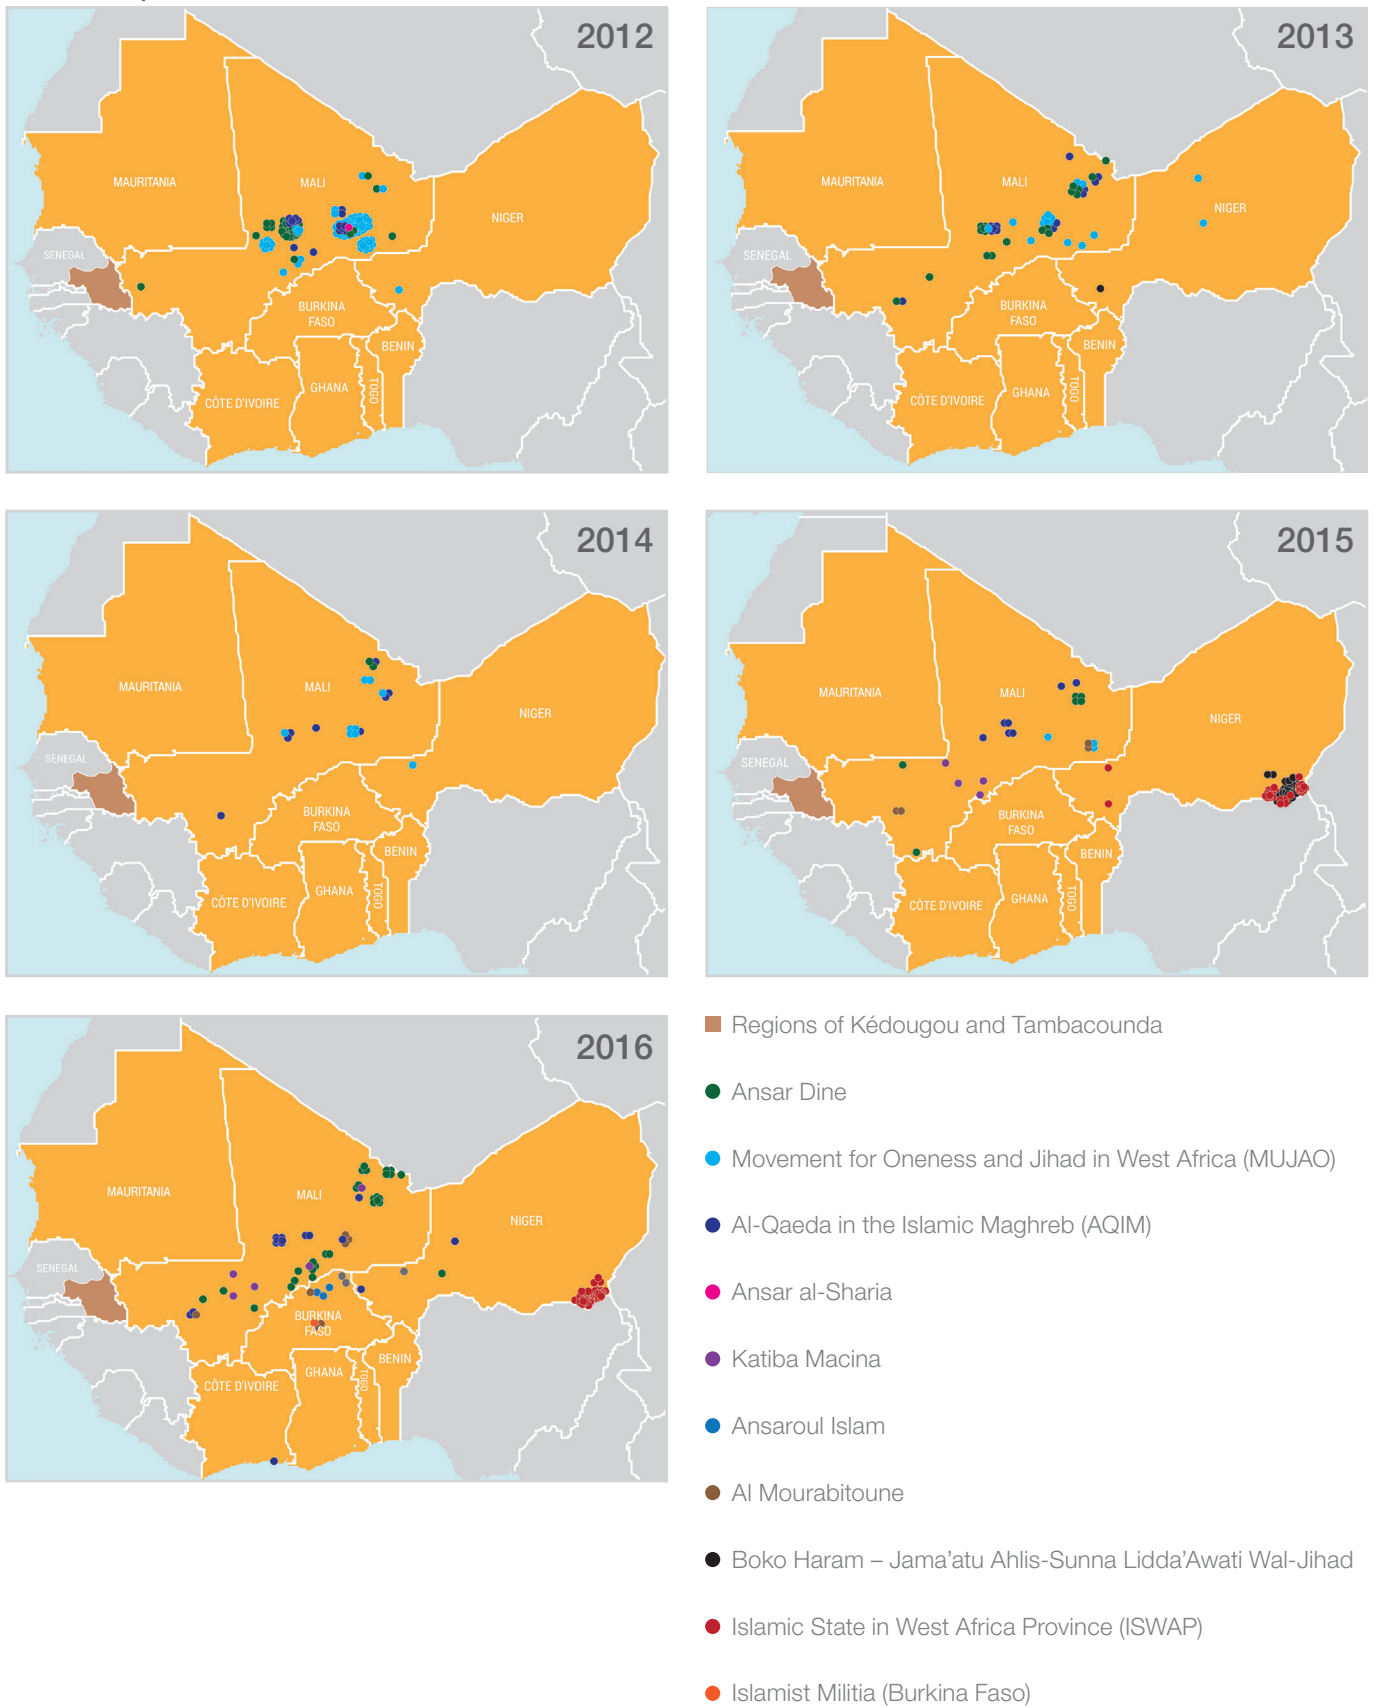 2012
MAURITANIA
MALI
NIGER
SENEGAL
BURKINA
FASO
BENIN
CÔTE D'IVOIRE
GHANA
TOGO
2013
MAURITANIA
MALI
NIGER
SENEGAL
BURKINA
FASO
BENIN
CÔTE D'IVOIRE
GHANA
TOGO
2014
MAURITANIA
MALI
NIGER
SENEGAL
BURKINA
FASO
BENIN
CÔTE D'IVOIRE
GHANA
TOGO
2015
MAURITANIA
MALI
NIGER
SENEGAL
BURKINA
FASO
BENIN
CÔTE D'IVOIRE
GHANA
TOGO
2016
MAURITANIA
MALI
NIGER
SENEGAL
BURKINA
FASO
BENIN
CÔTE D'IVOIRE
GHANA
TOGO
Regions of Kédougou and Tambacounda
Ansar Dine
Movement for Oneness and Jihad in West Africa (MUJAO)
Al-Qaeda in the Islamic Maghreb (AQIM)
Ansar al-Sharia
Katiba Macina
Ansaroul Islam
Al Mourabitoune
Boko Haram – Jama'atu Ahlis-Sunna Lidda'Awati Wal-Jihad
Islamic State in West Africa Province (ISWAP)
Islamist Militia (Burkina Faso)